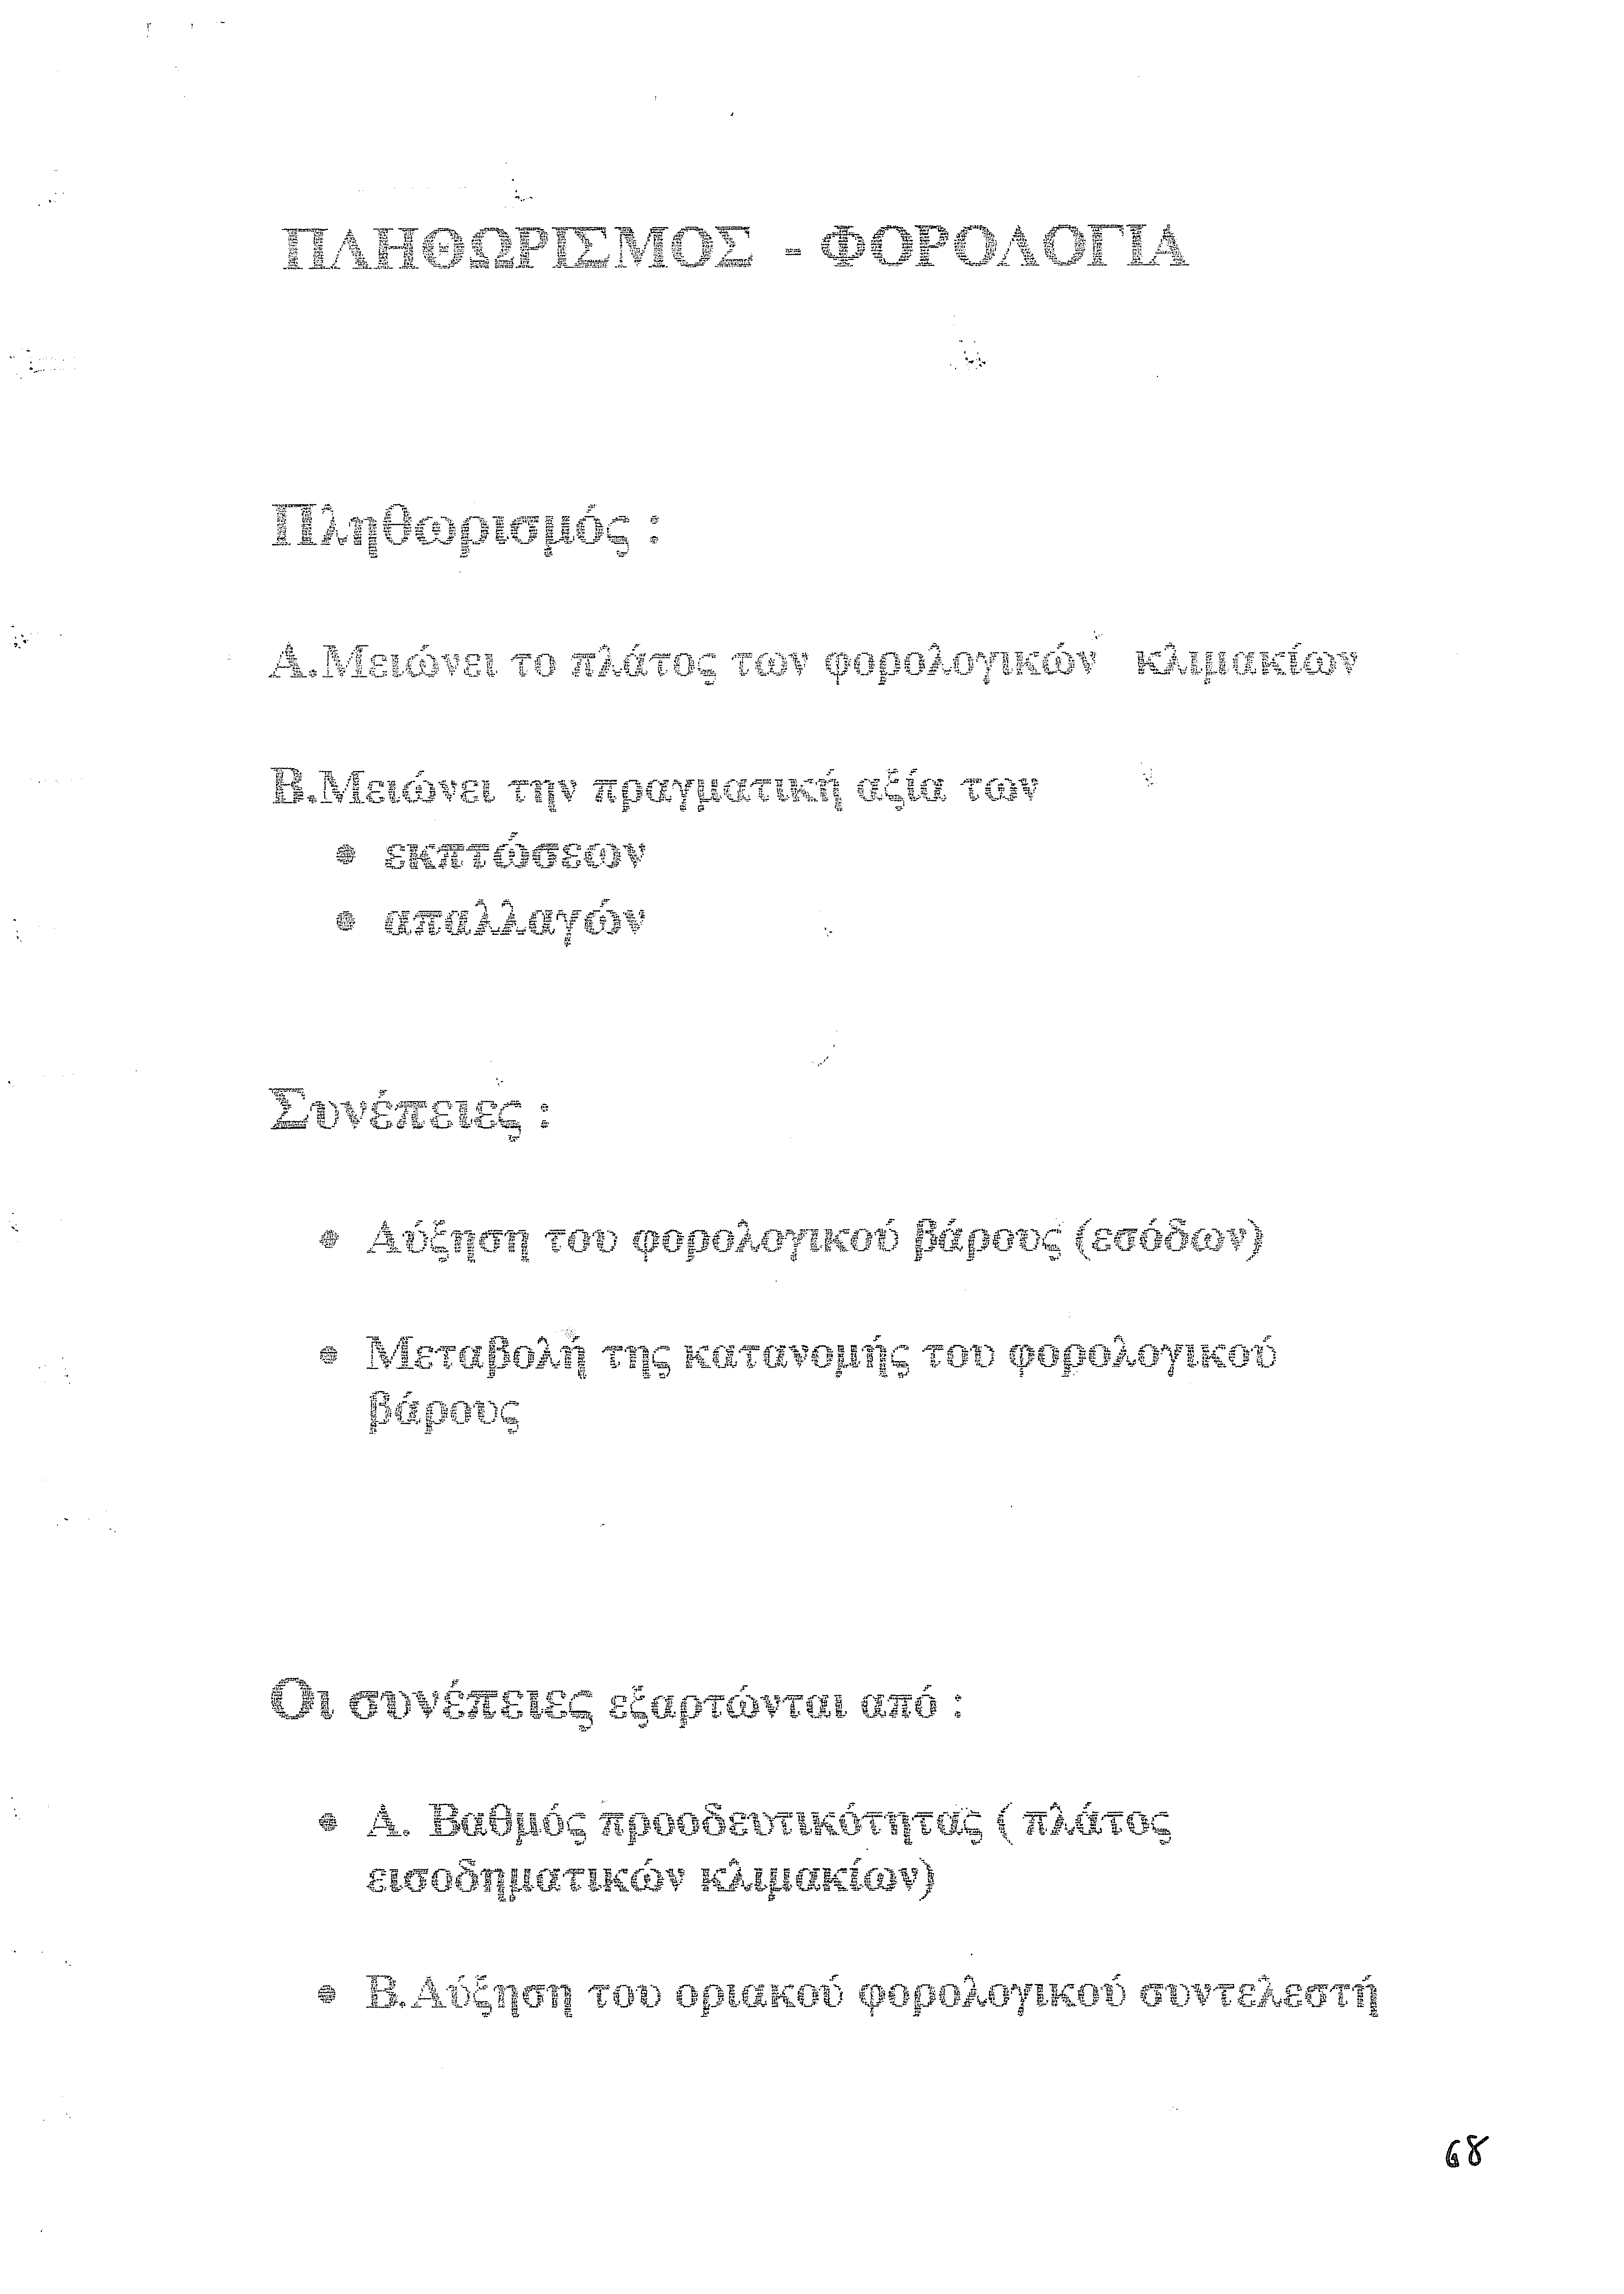 ΠΛΗΘΩΡΙΣΜΟΣ - ΦΟΡΟΛΟΓΙΑ
Πληθωρισμός :
Α.Μειώνει το πλάτος των φορολογικών κλιμακίων
Β.Μειώνει την πραγματική αξία των
• εκπτώσεων
• απαλλαγών
Συνέπειες :
• Αύξηση του φορολογικού βάρους (εσόδων)
• Μεταβολή της κατανομής του φορολογικού
βάρους
Οι συνέπειες εξαρτώνται από :
• Α. Βαθμός προοδευτικότητας ( πλάτος
εισοδηματικών κλιμακίων)
• Β.Αύξηση του οριακού φορολογικού συντελεστή
68